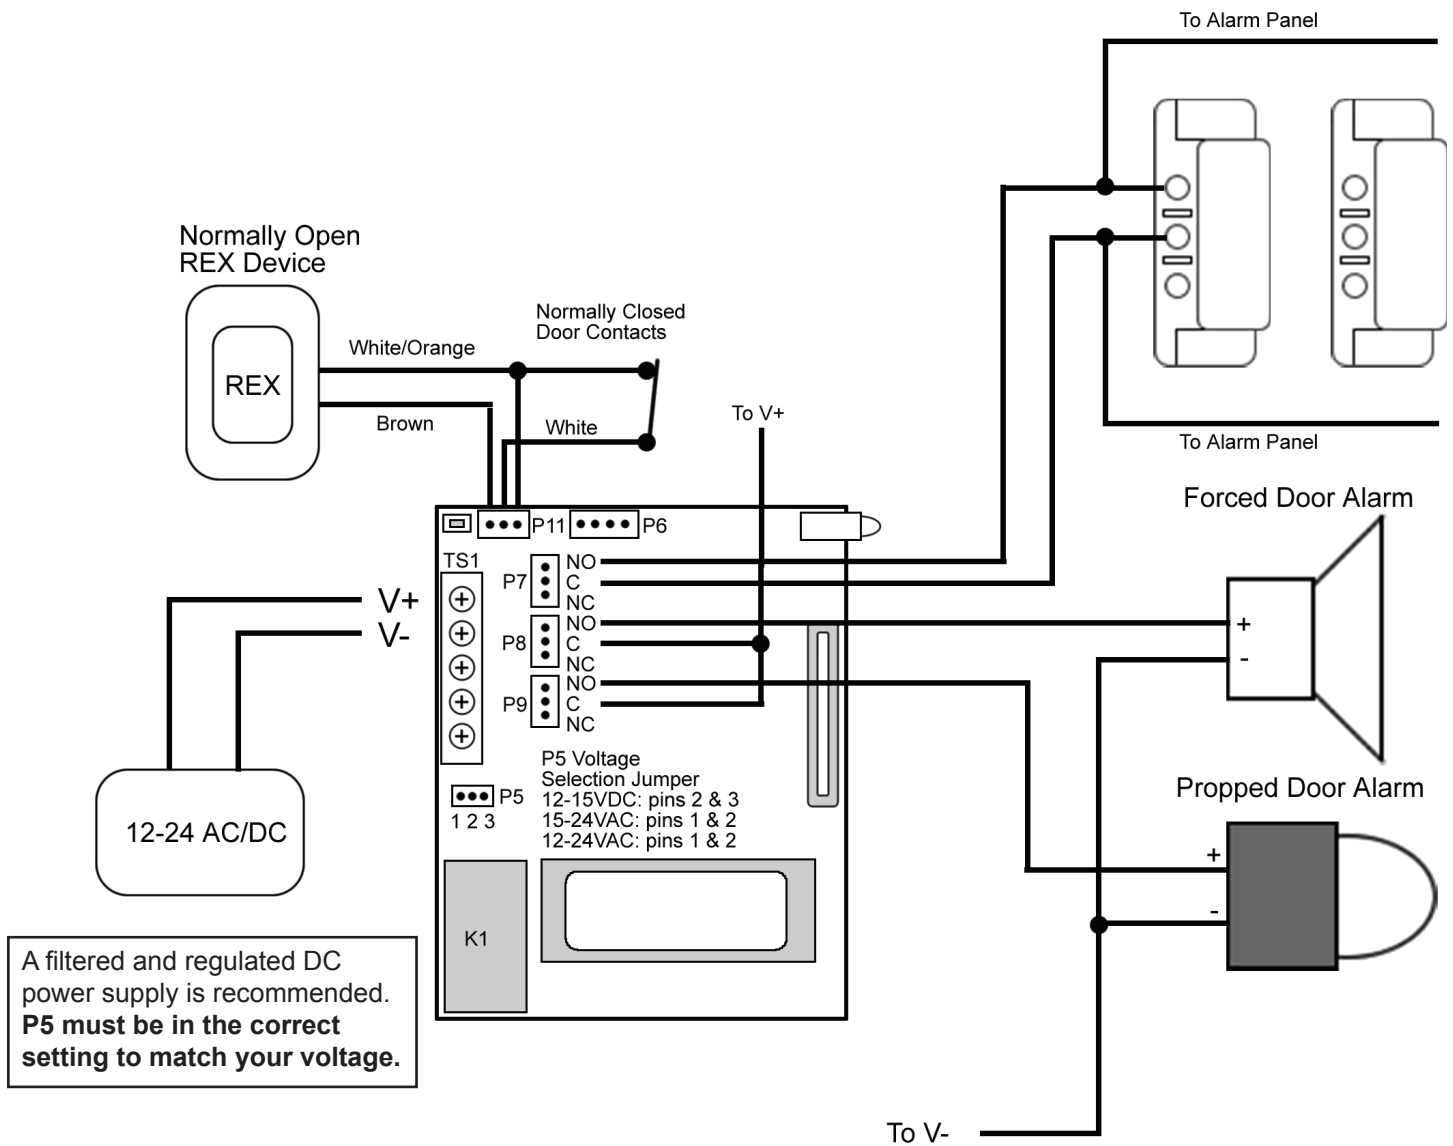 To Alarm Panel
Normally Open
REX Device
REX
White/Orange
Brown
Normally Closed
Door Contacts
White
To V+
To Alarm Panel
Forced Door Alarm
+
-
P11
P6
TS1
P7
NO
C
NC
P8
NO
C
NC
P9
NO
C
NC
V+
V-
12-24 AC/DC
P5 Voltage
Selection Jumper
12-15VDC: pins 2 & 3
15-24VAC: pins 1 & 2
12-24VAC: pins 1 & 2
P5
1 2 3
K1
Propped Door Alarm
+
-
A filtered and regulated DC
power supply is recommended.
P5 must be in the correct
setting to match your voltage.
To V-